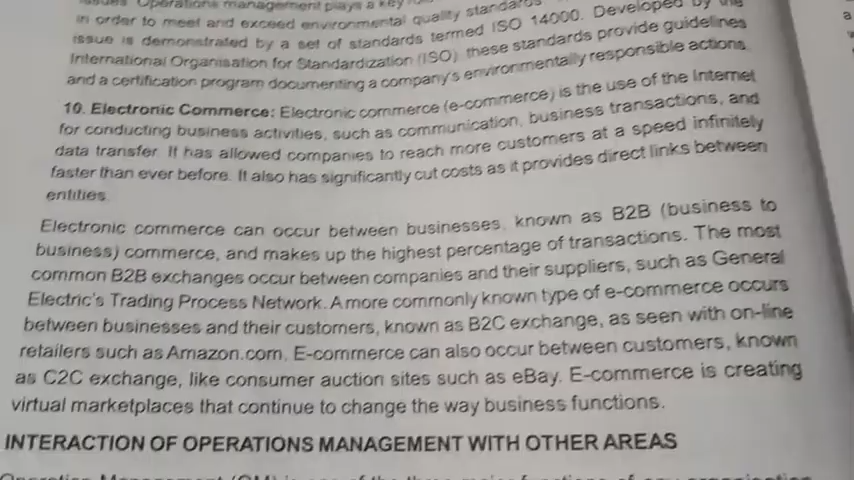 issues. Operations management plays a key
in order to meet and exceed environmental quality standards.
issue is demonstrated by a set of standards termed ISO 14000. Developed by the
International Organisation for Standardization (ISO), these standards provide guidelines
and a certification program documenting a company's environmentally responsible actions.
10. Electronic Commerce: Electronic commerce (e-commerce) is the use of the Internet
for conducting business activities, such as communication, business transactions, and
data transfer. It has allowed companies to reach more customers at a speed infinitely
faster than ever before. It also has significantly cut costs as it provides direct links between
entities.
Electronic commerce can occur between businesses, known as B2B (business to
business) commerce, and makes up the highest percentage of transactions. The most
common B2B exchanges occur between companies and their suppliers, such as General
Electric's Trading Process Network. A more commonly known type of e-commerce occurs
between businesses and their customers, known as B2C exchange, as seen with on-line
retailers such as Amazon.com. E-commerce can also occur between customers, known
as C2C exchange, like consumer auction sites such as eBay. E-commerce is creating
virtual marketplaces that continue to change the way business functions.
INTERACTION OF OPERATIONS MANAGEMENT WITH OTHER AREAS